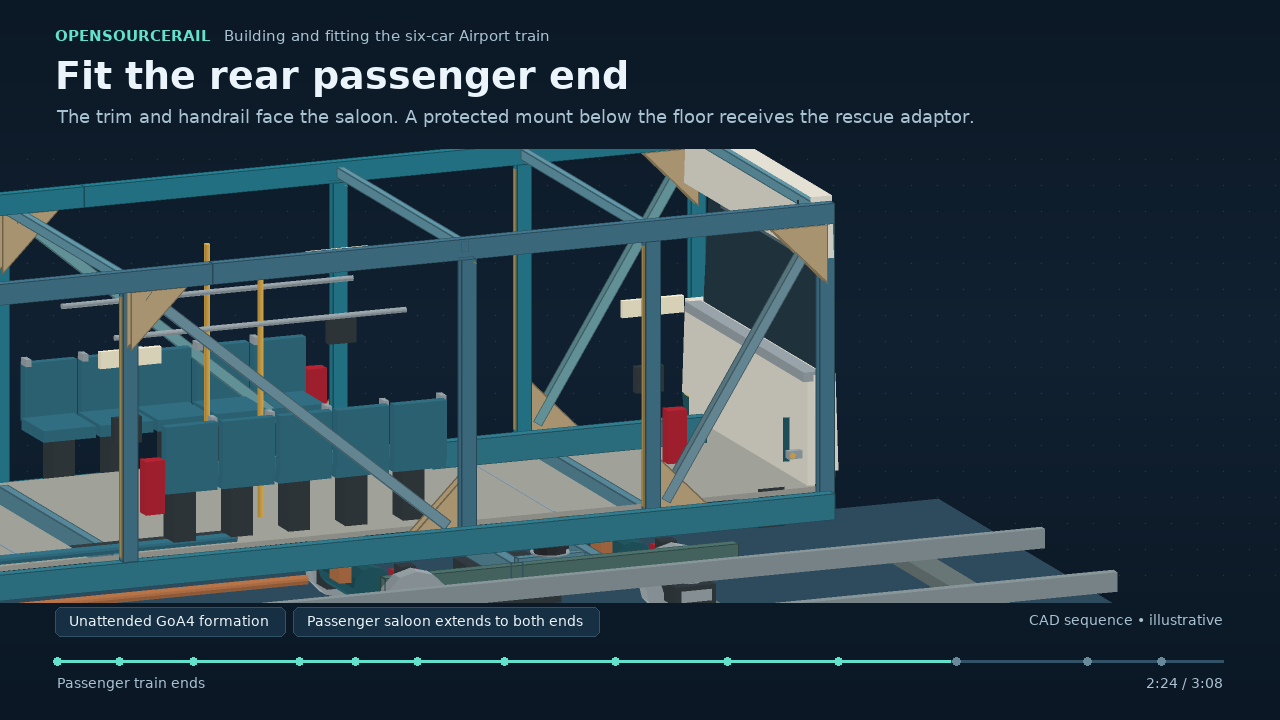 OPENSOURCERAIL Building and fitting the six-car Airport train
Fit the rear passenger end
The trim and handrail face the saloon. A protected mount below the floor receives the rescue adaptor.
Unattended GoA4 formation
Passenger saloon extends to both ends
CAD sequence • illustrative
Passenger train ends
2:24 / 3:08